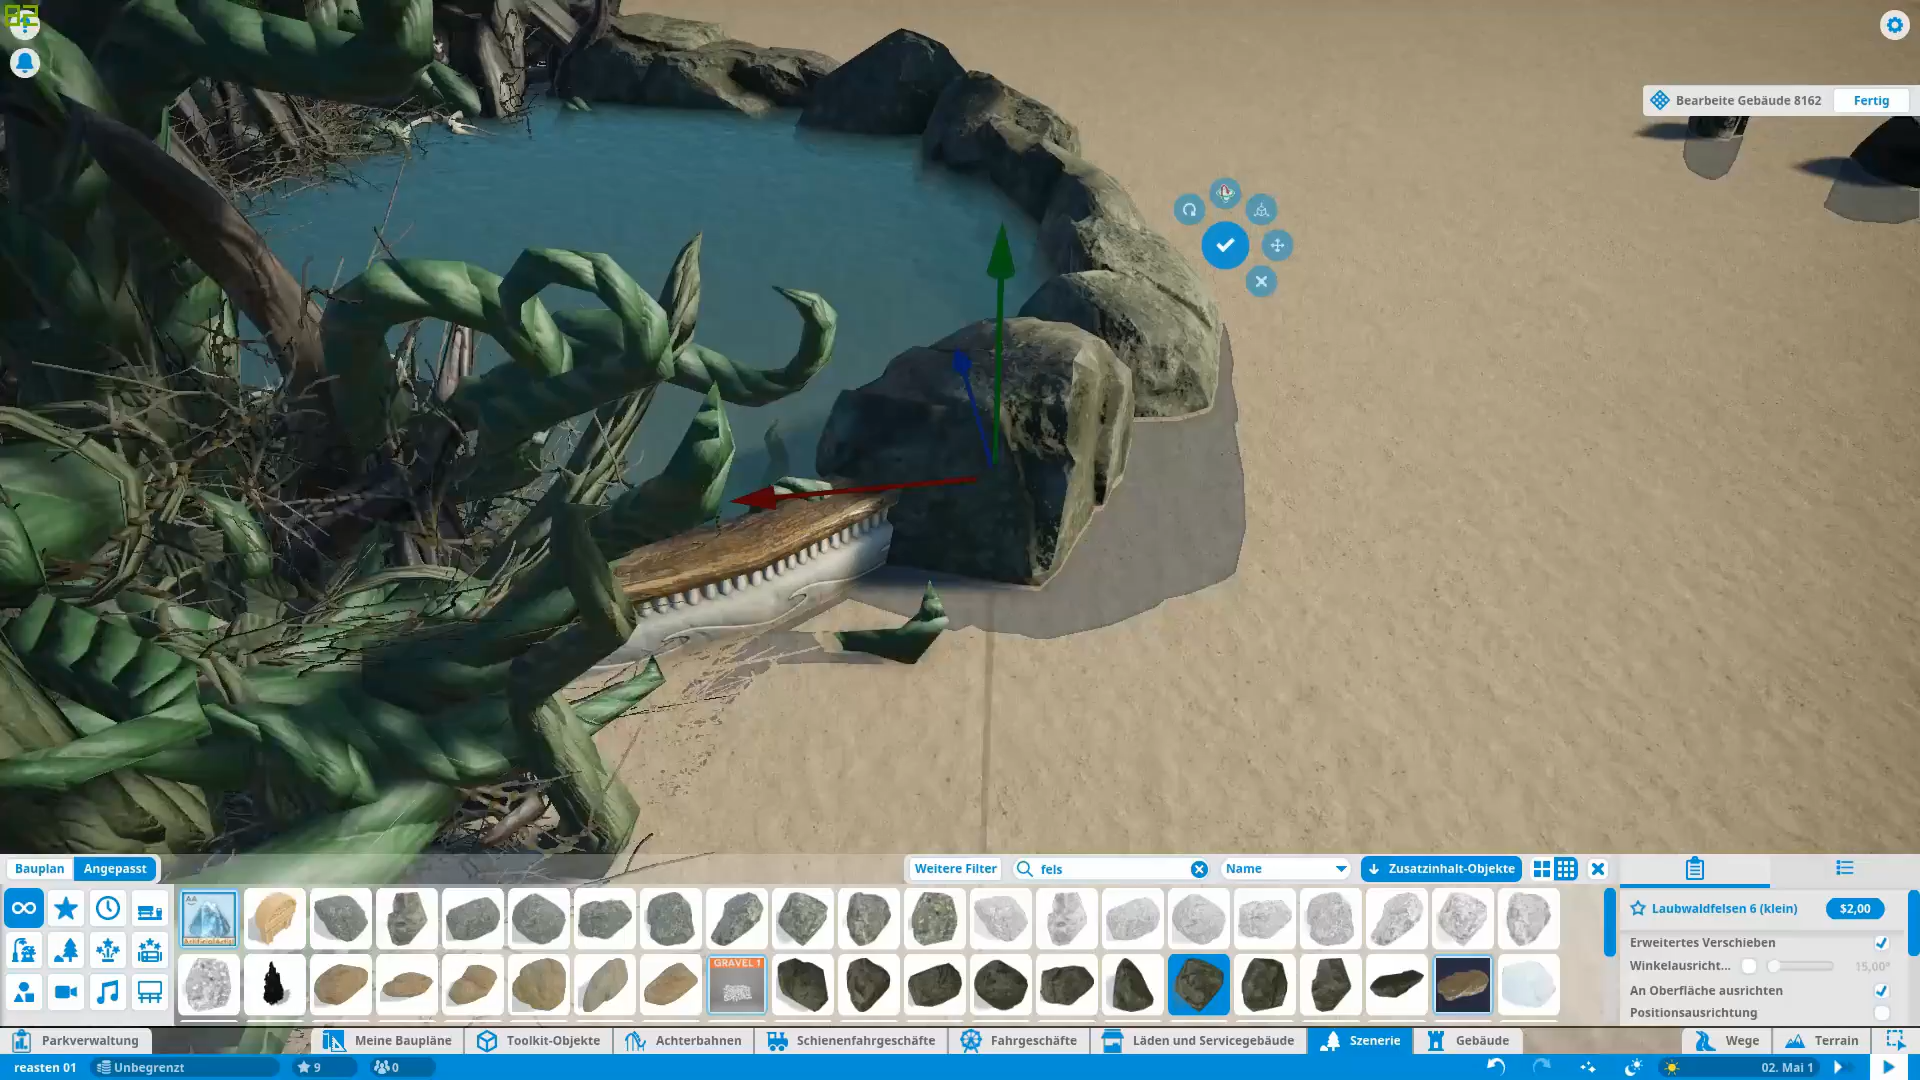 82
Bearbeite Gebäude 8162
Fertig
Bauplan
Angepasst
Weitere Filter
fels
Name
Zusatzinhalt-Objekte
GRAVEL 1
Laubwaldfelsen 6 (klein)
$2,00
Erweitertes Verschieben
Winkelausricht...
15,00°
An Oberfläche ausrichten
Positionsausrichtung
Parkverwaltung
Meine Baupläne
Toolkit-Objekte
Achterbahnen
Schienenfahrgeschäfte
Fahrgeschäfte
Läden und Servicegebäude
Szenerie
Gebäude
Wege
Terrain
reasten 01
Unbegrenzt
9
0
02. Mai 1